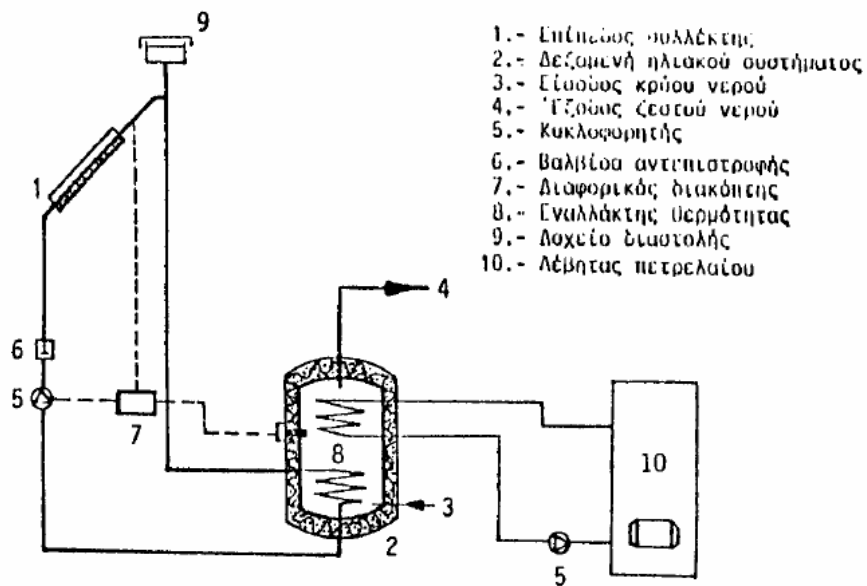 9
1.- Επίπεδος συλλέκτης
2.- Δεξαμενή ηλιακού συστήματος
3.- Είσοδος κρύου νερού
4.- Έξοδος ζεστού νερού
5.- Κυκλοφορητής
6.- Βαλβίδα αντεπιστροφής
7.- Διαφορικός διακόπτης
8.- Εναλλάκτης θερμότητας
9.- Δοχείο διαστολής
10.- Λέβητας πετρελαίου
1
4
6
5
7
8
10
3
2
5